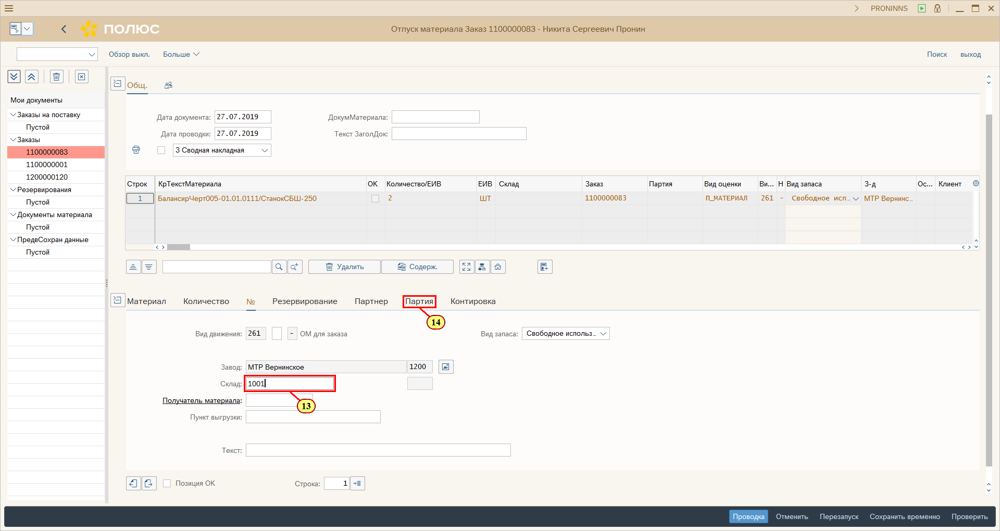 PRONINNS
ПОЛЮС
Отпуск материала Заказ 1100000083 - Никита Сергеевич Пронин
Обзор выкл.
Больше
Поиск
выход
Мои документы
Заказы на поставку
Пустой
Заказы
1100000083
1100000001
1200000120
Резервирования
Пустой
Документы материала
Пустой
ПредвСохран данные
Пустой
Общ.
Дата документа: 27.07.2019
ДокумМатериала:
Дата проводки: 27.07.2019
Текст ЗаголДок:
3 Сводная накладная
Строк КрТекстМатериала OK Количество/ЕИВ ЕИВ Склад Заказ Партия Вид оценки Ви... Н Вид запаса З-д Ос... Клиент
1 БалансирЧерт005-01.01.0111/СтанокСБШ-250 2 ШТ 1100000083 П_МАТЕРИАЛ 261 - Свободное исп... МТР Вернинс...
Удалить
Содерж.
Материал Количество № Резервирование Партнер Партия Контировка
14
Вид движения: 261 - ОМ для заказа
Вид запаса: Свободное использ...
Завод: МТР Вернинское 1200
Склад: 1001
Получатель материала:
13
Пункт выгрузки:
Текст:
Позиция ОК
Строка: 1
Проводка Отменить Перезапуск Сохранить временно Проверить